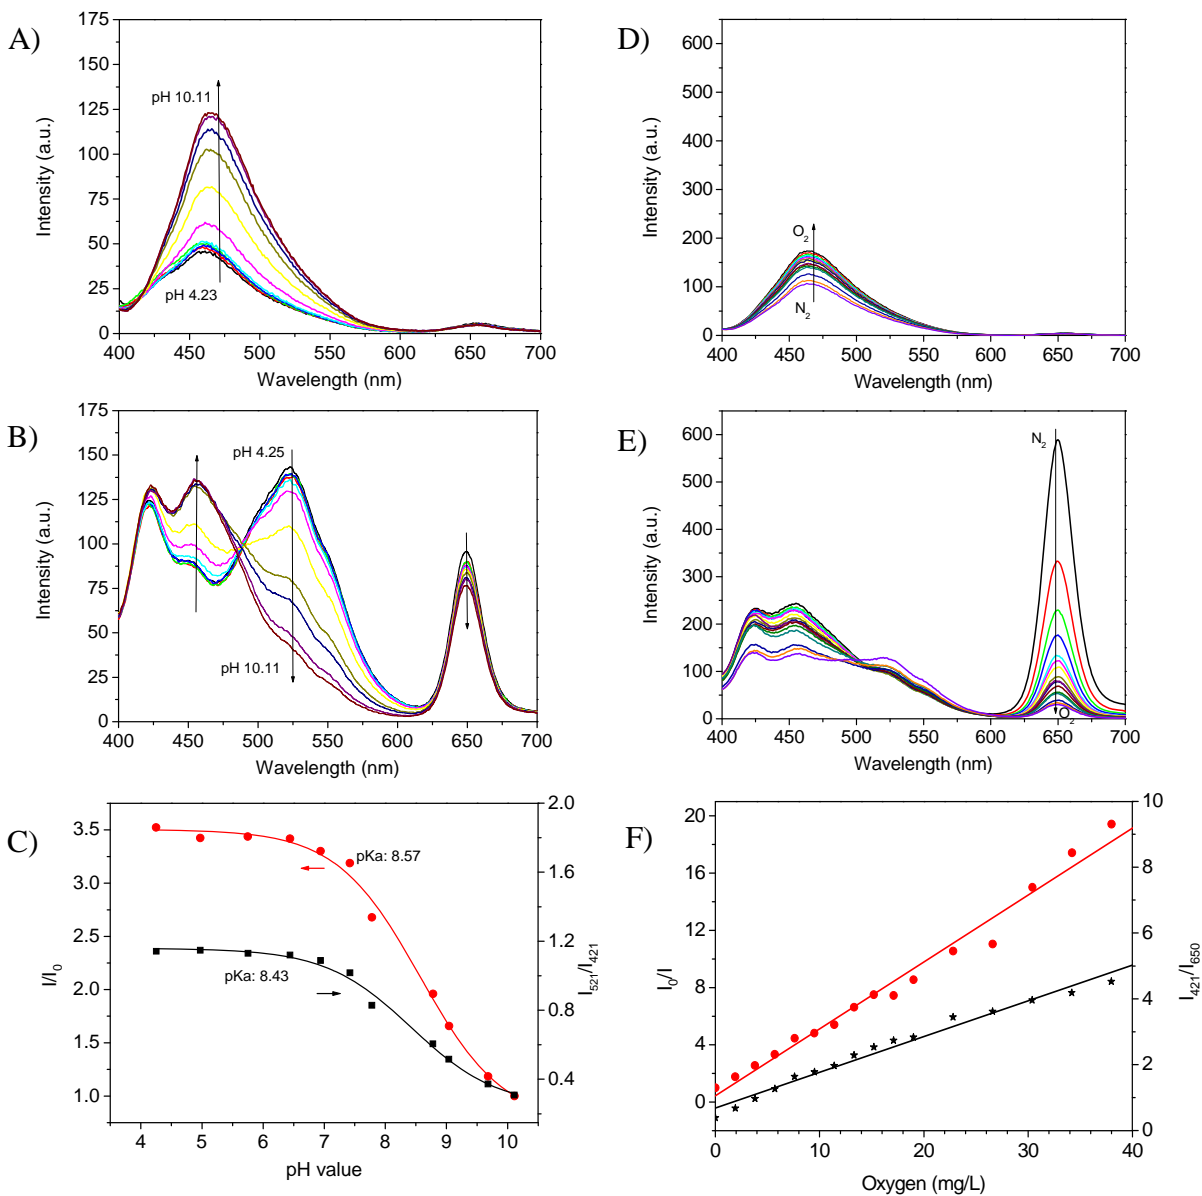 A)
175
150
125
100
75
50
25
0
Intensity (a.u.)
pH 10.11
pH 4.23
400 450 500 550 600 650 700
Wavelength (nm)
B)
175
150
125
100
75
50
25
0
Intensity (a.u.)
pH 4.25
pH 10.11
400 450 500 550 600 650 700
Wavelength (nm)
C)
3.5
3.0
2.5
2.0
1.5
1.0
I/I0
pKa: 8.57
pKa: 8.43
2.0
1.6
1.2
0.8
0.4
I521/I421
4 5 6 7 8 9 10
pH value
D)
600
500
400
300
200
100
0
Intensity (a.u.)
O2
N2
400 450 500 550 600 650 700
Wavelength (nm)
E)
600
500
400
300
200
100
0
Intensity (a.u.)
N2
O2
400 450 500 550 600 650 700
Wavelength (nm)
F)
20
16
12
8
4
0
I0/I
10
8
6
4
2
0
I421/I650
0 10 20 30 40
Oxygen (mg/L)